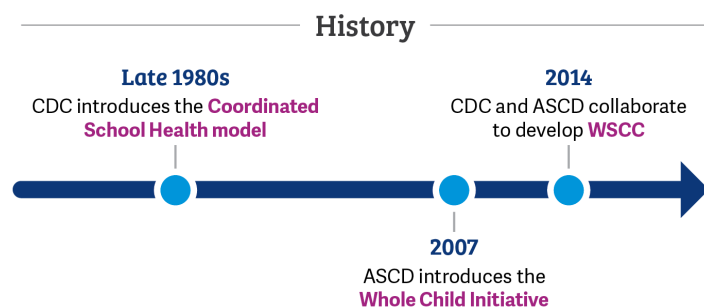 History
Late 1980s
CDC introduces the Coordinated
School Health model
2014
CDC and ASCD collaborate
to develop WSCC
2007
ASCD introduces the
Whole Child Initiative